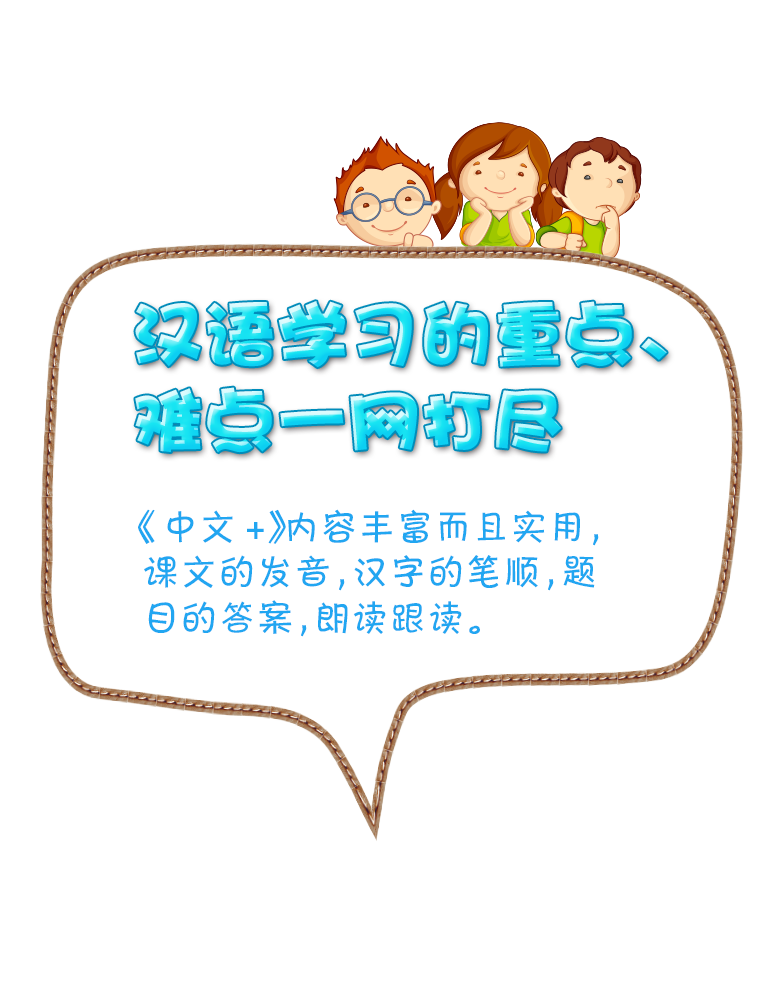 汉语学习的重点、
难点一网打尽
《中文+》内容丰富而且实用，
课文的发音，汉字的笔顺，题
目的答案，朗读跟读。